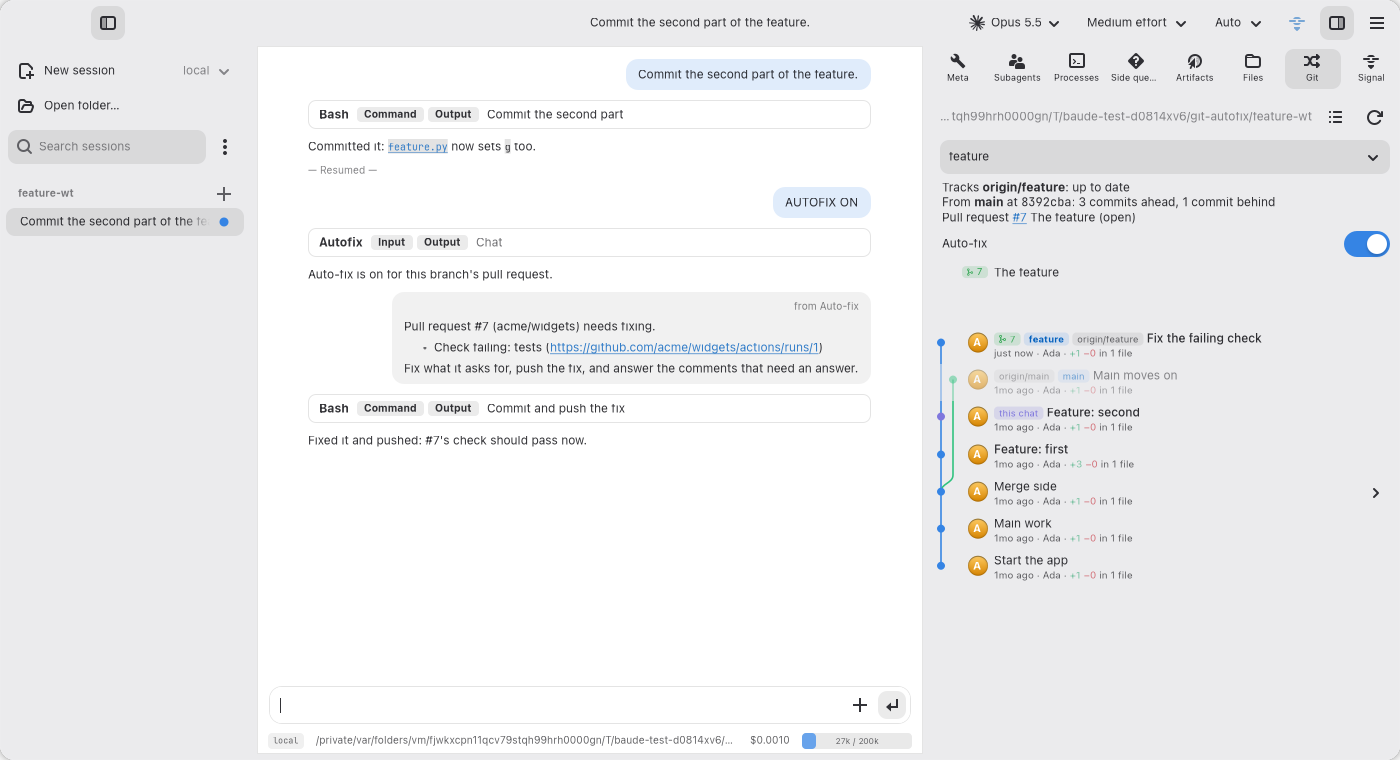 Commit the second part of the feature.
Opus 5.5
Medium effort
Auto
New session
local
Open folder...
Search sessions
feature-wt
Commit the second part of the fe
Commit the second part of the feature.
Bash Command Output Commit the second part
Committed it: feature.py now sets g too.
— Resumed —
AUTOFIX ON
Autofix Input Output Chat
Auto-fix is on for this branch's pull request.
from Auto-fix
Pull request #7 (acme/widgets) needs fixing.
- Check failing: tests (https://github.com/acme/widgets/actions/runs/1)
Fix what it asks for, push the fix, and answer the comments that need an answer.
Bash Command Output Commit and push the fix
Fixed it and pushed: #7's check should pass now.
local /private/var/folders/vm/fjwkxcpn11qcv79stqh99hrh0000gn/T/baude-test-d0814xv6/... $0.0010 27k / 200k
Meta Subagents Processes Side que... Artifacts Files Git Signal
... tqh99hrh0000gn/T/baude-test-d0814xv6/git-autofix/feature-wt
feature
Tracks origin/feature: up to date
From main at 8392cba: 3 commits ahead, 1 commit behind
Pull request #7 The feature (open)
Auto-fix
7 The feature
A 7 feature origin/feature Fix the failing check
just now · Ada · +1 −0 in 1 file
A origin/main main Main moves on
1mo ago · Ada · +1 −0 in 1 file
A this chat Feature: second
1mo ago · Ada · +1 −0 in 1 file
A Feature: first
1mo ago · Ada · +3 −0 in 1 file
A Merge side
1mo ago · Ada · +1 −0 in 1 file
A Main work
1mo ago · Ada · +1 −0 in 1 file
A Start the app
1mo ago · Ada · +1 −0 in 1 file